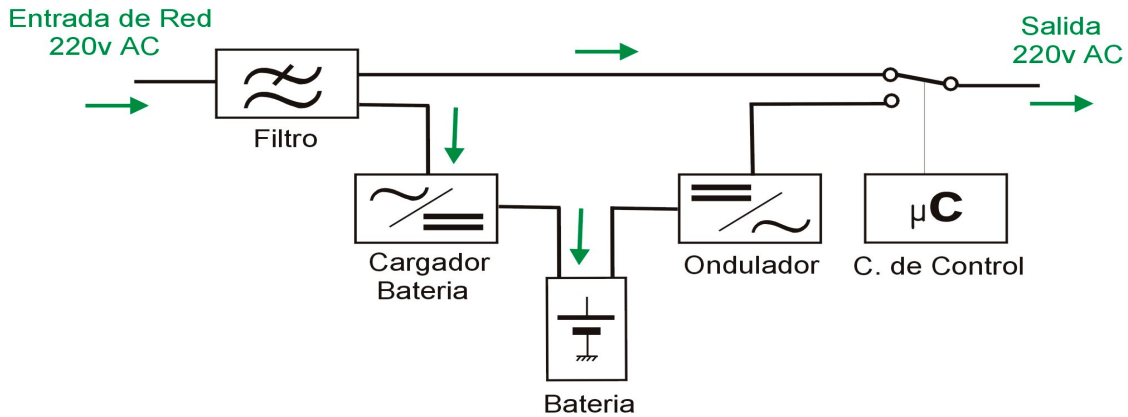 Entrada de Red
220v AC
Salida
220v AC
Filtro
Cargador
Bateria
Ondulador
µC
C. de Control
Bateria